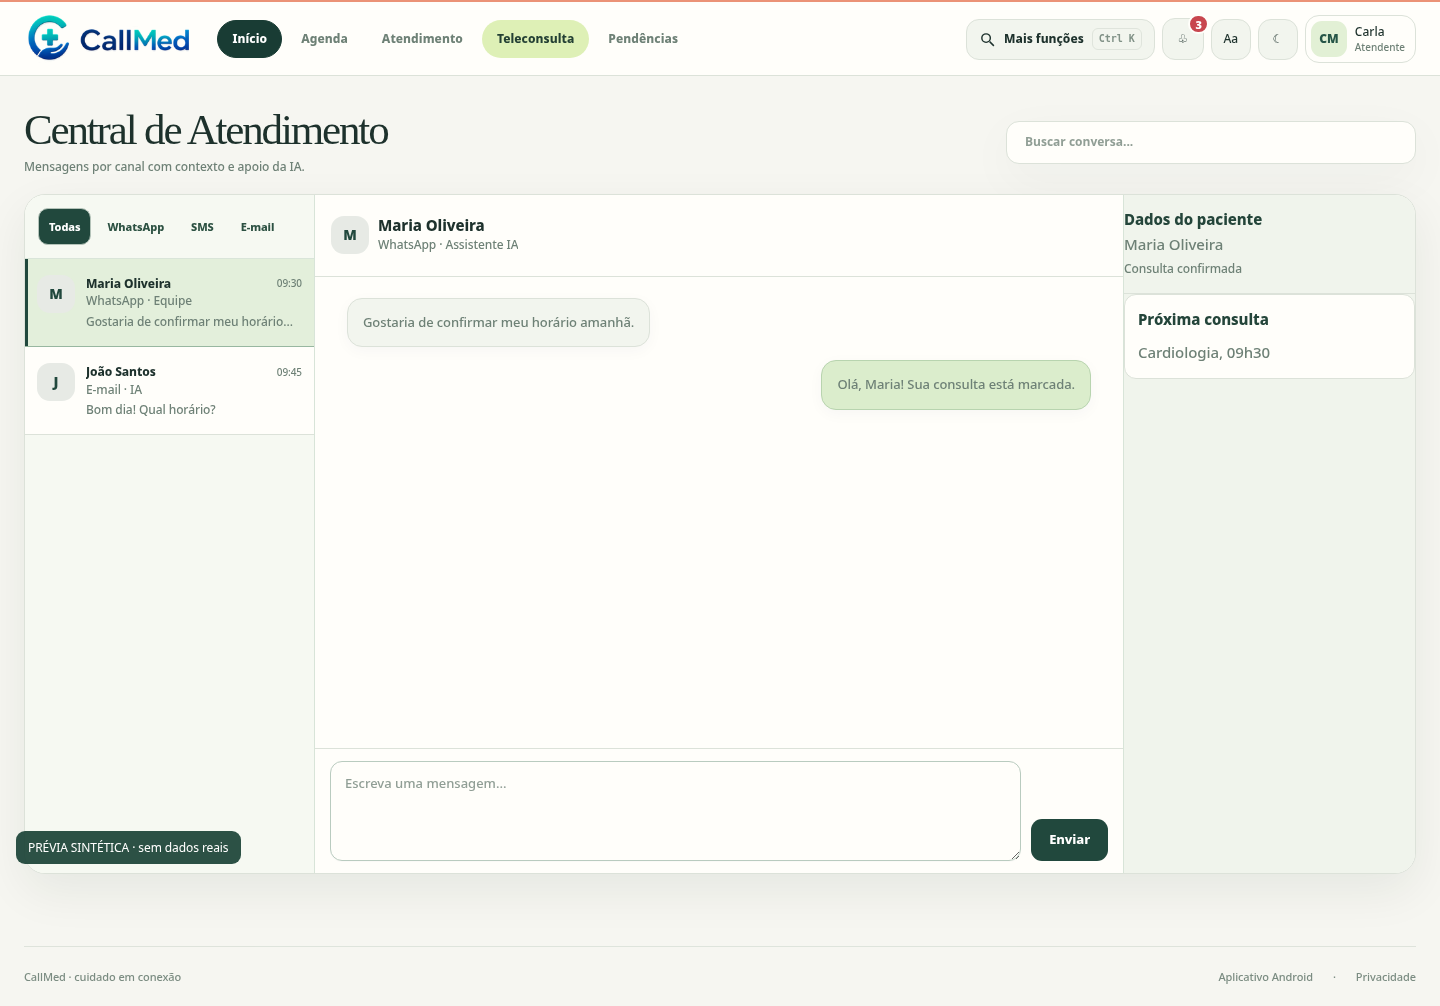 CallMed
Início
Agenda
Atendimento
Teleconsulta
Pendências
Mais funções
Ctrl K
3
Aa
CM
Carla
Atendente
Central de Atendimento
Mensagens por canal com contexto e apoio da IA.
Buscar conversa...
Todas
WhatsApp
SMS
E-mail
M
Maria Oliveira
09:30
WhatsApp · Equipe
Gostaria de confirmar meu horário...
J
João Santos
09:45
E-mail · IA
Bom dia! Qual horário?
M
Maria Oliveira
WhatsApp · Assistente IA
Gostaria de confirmar meu horário amanhã.
Olá, Maria! Sua consulta está marcada.
Escreva uma mensagem...
Enviar
Dados do paciente
Maria Oliveira
Consulta confirmada
Próxima consulta
Cardiologia, 09h30
PRÉVIA SINTÉTICA · sem dados reais
CallMed · cuidado em conexão
Aplicativo Android
·
Privacidade